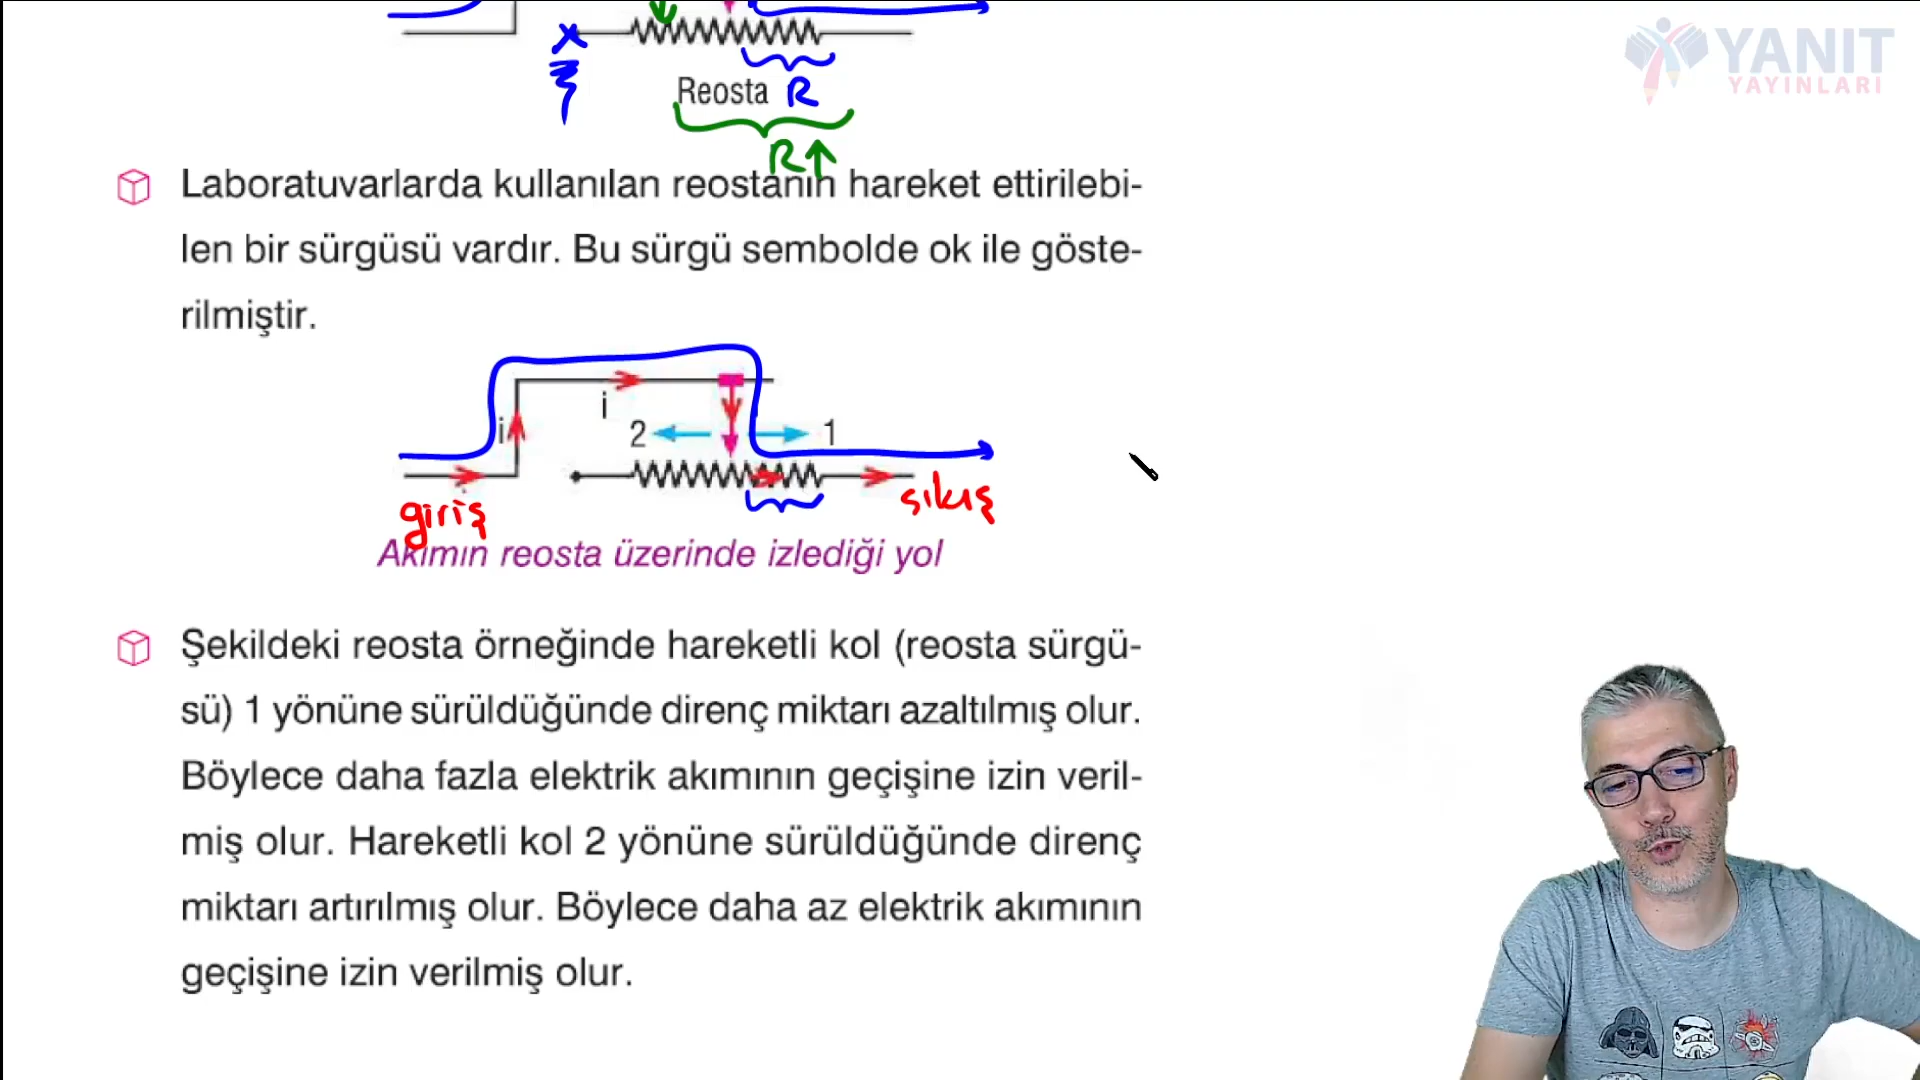 YANIT
YAYINLARI
Reosta R
R↑
Laboratuvarlarda kullanılan reostanın hareket ettirilebi-
len bir sürgüsü vardır. Bu sürgü sembolde ok ile göste-
rilmiştir.
i
i
2
1
giriş
çıkış
Akımın reosta üzerinde izlediği yol
Şekildeki reosta örneğinde hareketli kol (reosta sürgü-
sü) 1 yönüne sürüldüğünde direnç miktarı azaltılmış olur.
Böylece daha fazla elektrik akımının geçişine izin veril-
miş olur. Hareketli kol 2 yönüne sürüldüğünde direnç
miktarı artırılmış olur. Böylece daha az elektrik akımının
geçişine izin verilmiş olur.